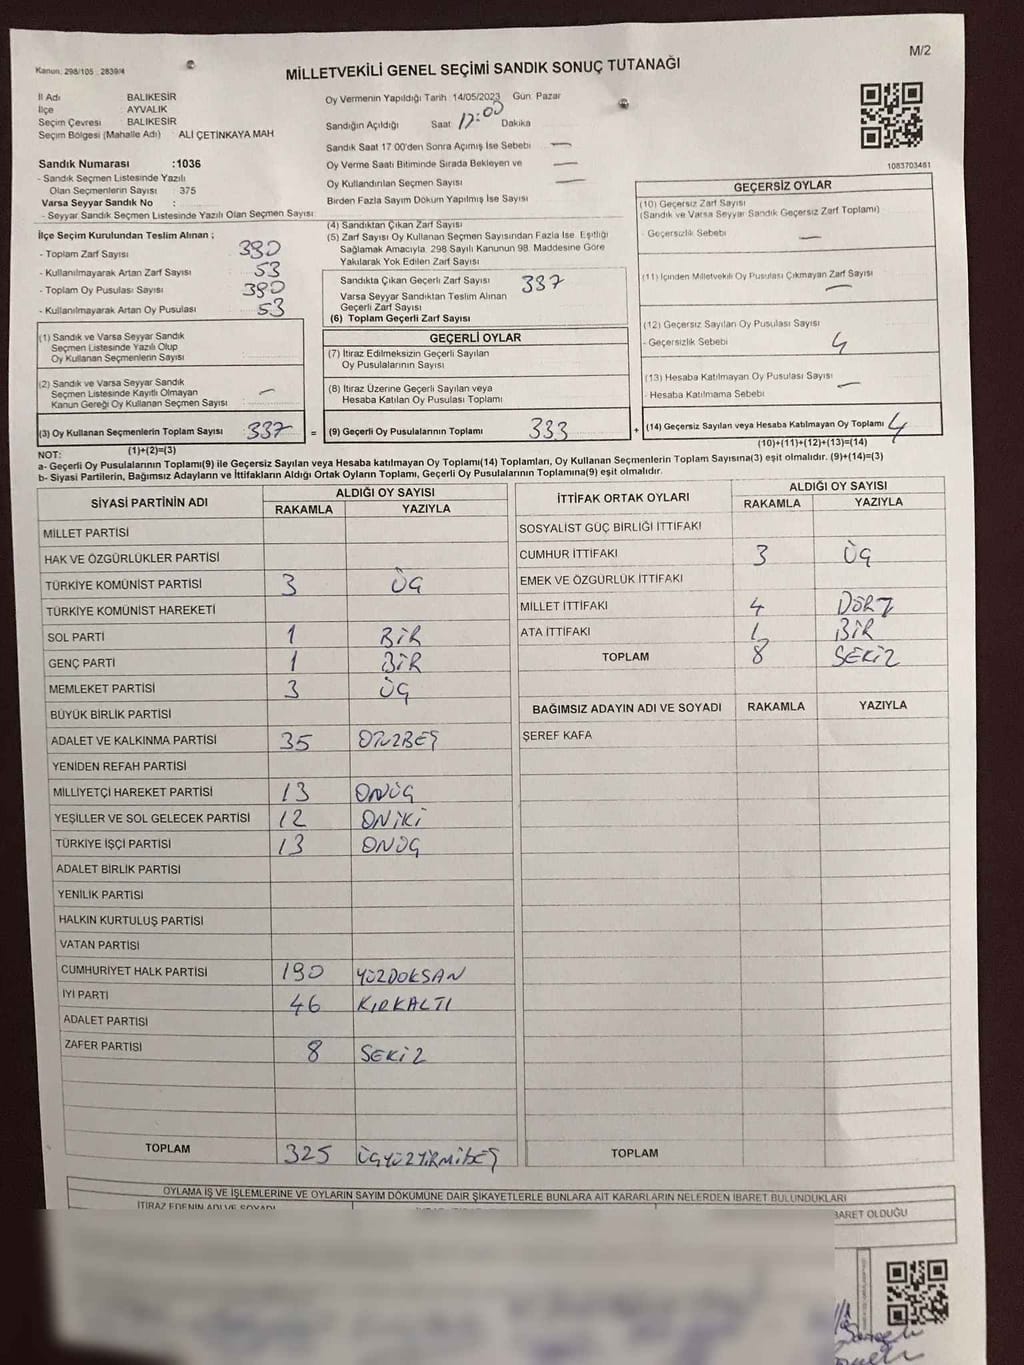 M/2
Kanun: 298/105 2839/4
MİLLETVEKİLİ GENEL SEÇİMİ SANDIK SONUÇ TUTANAĞI
İl Adı BALIKESİR
İlçe : AYVALIK
Seçim Çevresi : BALIKESİR
Seçim Bölgesi (Mahalle Adı) : ALİ ÇETİNKAYA MAH
Sandık Numarası :1036
- Sandık Seçmen Listesinde Yazılı
Olan Seçmenlerin Sayısı : 375
Varsa Seyyar Sandık No :
- Seyyar Sandık Seçmen Listesinde Yazılı Olan Seçmen Sayısı
Oy Vermenin Yapıldığı Tarih 14/05/2023 Gün: Pazar
Sandığın Açıldığı Saat 17:00 Dakika
Sandık Saat 17 00'den Sonra Açımış İse Sebebi —
Oy Verme Saati Bitiminde Sırada Bekleyen ve —
Oy Kullandırılan Seçmen Sayısı —
Birden Fazla Sayım Döküm Yapılmış İse Sayısı
1083703461
İlçe Seçim Kurulundan Teslim Alınan ;
- Toplam Zarf Sayısı 380
- Kullanılmayarak Artan Zarf Sayısı 53
- Toplam Oy Pusulası Sayısı 380
- Kullanılmayarak Artan Oy Pusulası 53
(1) Sandık ve Varsa Seyyar Sandık
Seçmen Listesinde Yazılı Olup
Oy Kullanan Seçmenlerin Sayısı
(2) Sandık ve Varsa Seyyar Sandık
Seçmen Listesinde Kayıtlı Olmayan
Kanun Gereği Oy Kullanan Seçmen Sayısı —
(3) Oy Kullanan Seçmenlerin Toplam Sayısı 337 =
(1)+(2)=(3)
(4) Sandıktan Çıkan Zarf Sayısı
(5) Zarf Sayısı Oy Kullanan Seçmen Sayısından Fazla İse, Eşitliği
Sağlamak Amacıyla, 298 Sayılı Kanunun 98. Maddesine Göre
Yakılarak Yok Edilen Zarf Sayısı
Sandıkta Çıkan Geçerli Zarf Sayısı 337
Varsa Seyyar Sandıktan Teslim Alınan
Geçerli Zarf Sayısı
(6) Toplam Geçerli Zarf Sayısı
GEÇERLİ OYLAR
(7) İtiraz Edilmeksizin Geçerli Sayılan
Oy Pusulalarının Sayısı
(8) İtiraz Üzerine Geçerli Sayılan veya
Hesaba Katılan Oy Pusulası Toplamı
(9) Geçerli Oy Pusulalarının Toplamı 333 +
GEÇERSİZ OYLAR
(10) Geçersiz Zarf Sayısı
(Sandık ve Varsa Seyyar Sandık Geçersiz Zarf Toplamı)
- Geçersizlik Sebebi —
(11) İçinden Milletvekili Oy Pusulası Çıkmayan Zarf Sayısı
—
(12) Geçersiz Sayılan Oy Pusulası Sayısı
- Geçersizlik Sebebi 4
(13) Hesaba Katılmayan Oy Pusulası Sayısı —
- Hesaba Katılmama Sebebi
(14) Geçersiz Sayılan veya Hesaba Katılmayan Oy Toplamı 4
(10)+(11)+(12)+(13)=(14)
NOT:
a- Geçerli Oy Pusulalarının Toplamı(9) ile Geçersiz Sayılan veya Hesaba katılmayan Oy Toplamı(14) Toplamları, Oy Kullanan Seçmenlerin Toplam Sayısına(3) eşit olmalıdır. (9)+(14)=(3)
b- Siyasi Partilerin, Bağımsız Adayların ve İttifakların Aldığı Ortak Oyların Toplamı, Geçerli Oy Pusulalarının Toplamına(9) eşit olmalıdır.
SİYASİ PARTİNİN ADI ALDIĞI OY SAYISI
RAKAMLA YAZIYLA
MİLLET PARTİSİ
HAK VE ÖZGÜRLÜKLER PARTİSİ
TÜRKİYE KOMÜNİST PARTİSİ 3 ÜÇ
TÜRKİYE KOMÜNİST HAREKETİ
SOL PARTİ 1 BİR
GENÇ PARTİ 1 BİR
MEMLEKET PARTİSİ 3 ÜÇ
BÜYÜK BİRLİK PARTİSİ
ADALET VE KALKINMA PARTİSİ 35 OTUZBEŞ
YENİDEN REFAH PARTİSİ
MİLLİYETÇİ HAREKET PARTİSİ 13 ONÜÇ
YEŞİLLER VE SOL GELECEK PARTİSİ 12 ONİKİ
TÜRKİYE İŞÇİ PARTİSİ 13 ONÜÇ
ADALET BİRLİK PARTİSİ
YENİLİK PARTİSİ
HALKIN KURTULUŞ PARTİSİ
VATAN PARTİSİ
CUMHURİYET HALK PARTİSİ 190 YÜZDOKSAN
İYİ PARTİ 46 KIRKALTI
ADALET PARTİSİ
ZAFER PARTİSİ 8 SEKİZ
TOPLAM 325 ÜÇYÜZYİRMİBEŞ
İTTİFAK ORTAK OYLARI ALDIĞI OY SAYISI
RAKAMLA YAZIYLA
SOSYALİST GÜÇ BİRLİĞİ İTTİFAKI
CUMHUR İTTİFAKI 3 ÜÇ
EMEK VE ÖZGÜRLÜK İTTİFAKI
MİLLET İTTİFAKI 4 DÖRT
ATA İTTİFAKI 1 BİR
TOPLAM 8 SEKİZ
BAĞIMSIZ ADAYIN ADI VE SOYADI RAKAMLA YAZIYLA
ŞEREF KAFA
TOPLAM
OYLAMA İŞ VE İŞLEMLERİNE VE OYLARIN SAYIM DÖKÜMÜNE DAİR ŞİKAYETLERLE BUNLARA AİT KARARLARIN NELERDEN İBARET BULUNDUKLARI
İTİRAZ EDENİN ADI VE SOYADI
İBARET OLDUĞU